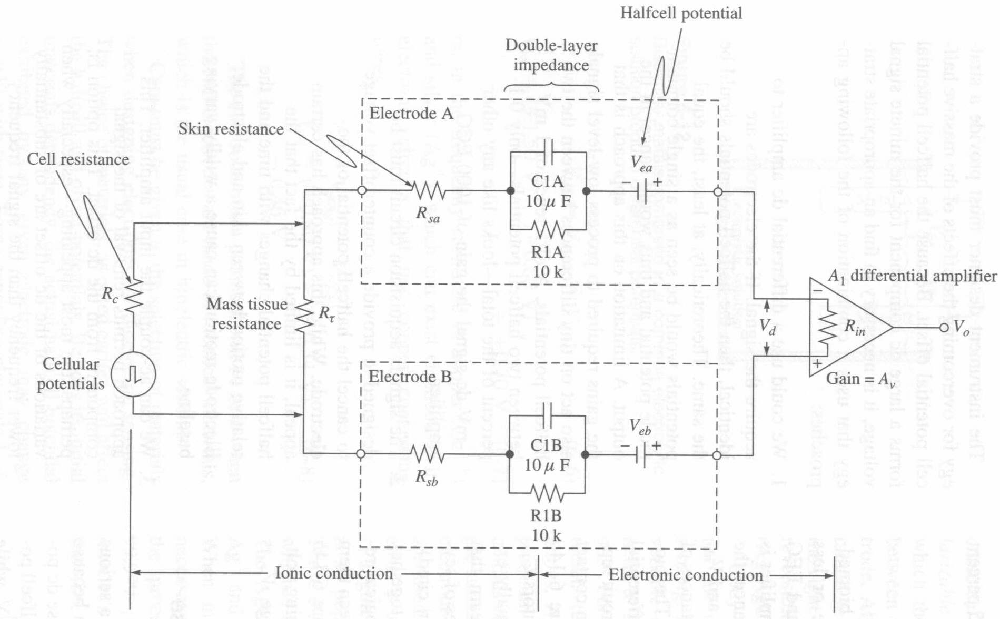 Halfcell potential
Double-layer
impedance
Electrode A
Skin resistance
Cell resistance
V_ea
− +
C1A
10 μ F
R_sa
R1A
10 k
A_1 differential amplifier
−
R_c
Mass tissue
resistance
R_τ
V_d
R_in
V_o
+
Gain = A_v
Cellular
potentials
Electrode B
V_eb
− +
C1B
10 μ F
R_sb
R1B
10 k
Ionic conduction
Electronic conduction